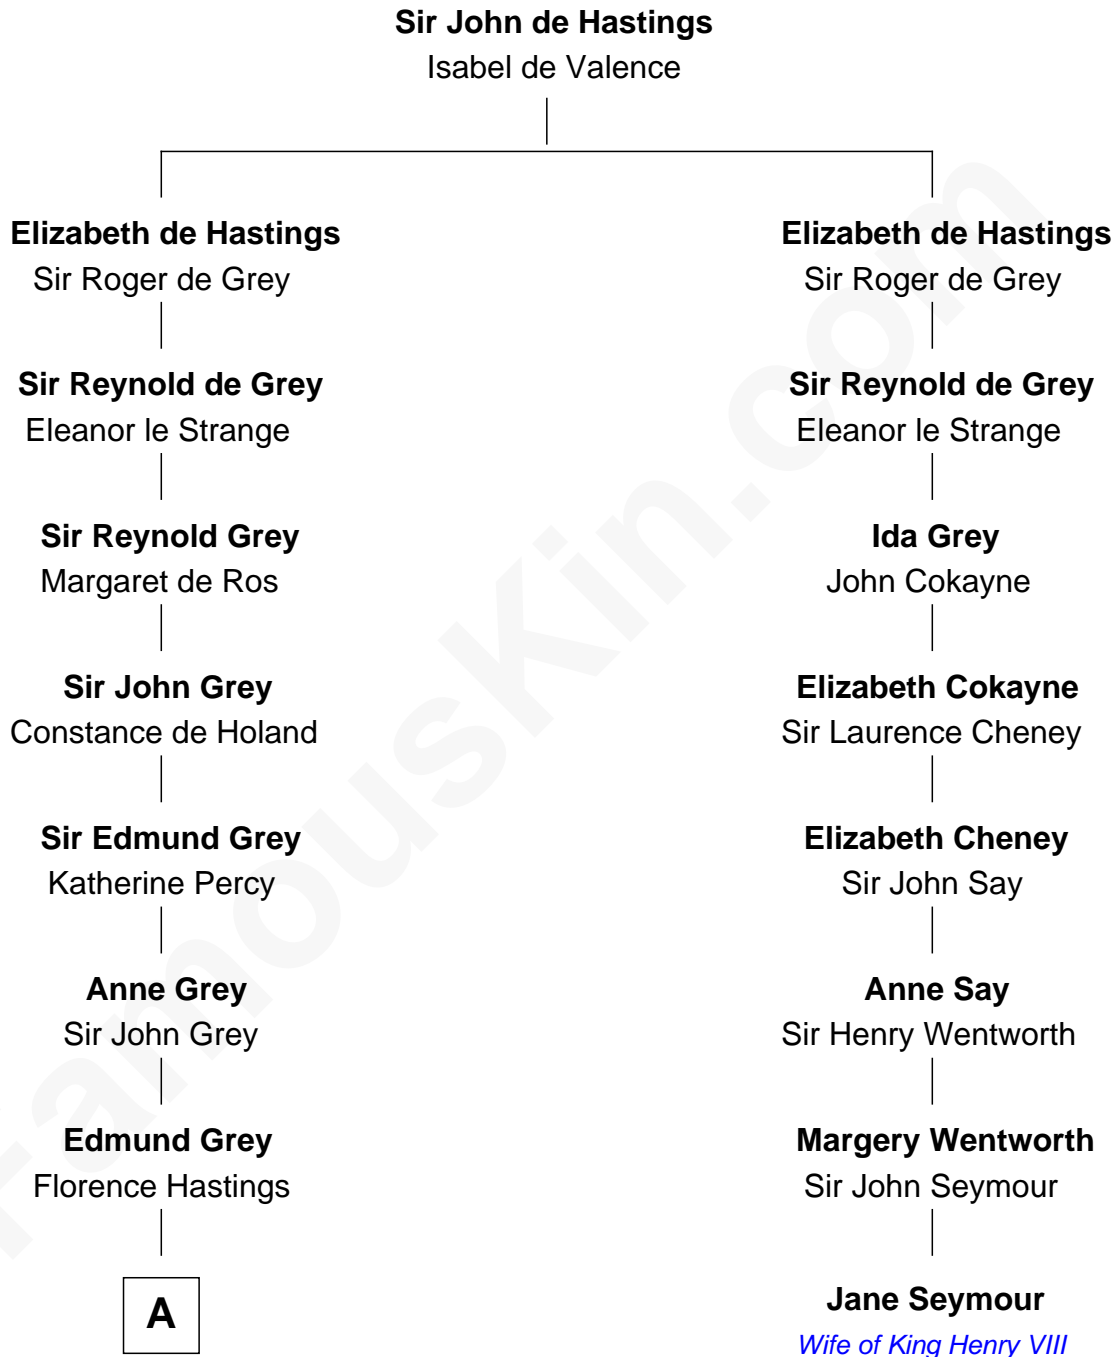 Sir John de Hastings
Isabel de Valence
Elizabeth de Hastings
Sir Roger de Grey
Elizabeth de Hastings
Sir Roger de Grey
Sir Reynold de Grey
Eleanor le Strange
Sir Reynold de Grey
Eleanor le Strange
Sir Reynold Grey
Margaret de Ros
Ida Grey
John Cokayne
Sir John Grey
Constance de Holand
Elizabeth Cokayne
Sir Laurence Cheney
Sir Edmund Grey
Katherine Percy
Elizabeth Cheney
Sir John Say
Anne Grey
Sir John Grey
Anne Say
Sir Henry Wentworth
Edmund Grey
Florence Hastings
Margery Wentworth
Sir John Seymour
A
Jane Seymour
Wife of King Henry VIII
FamousKin.com